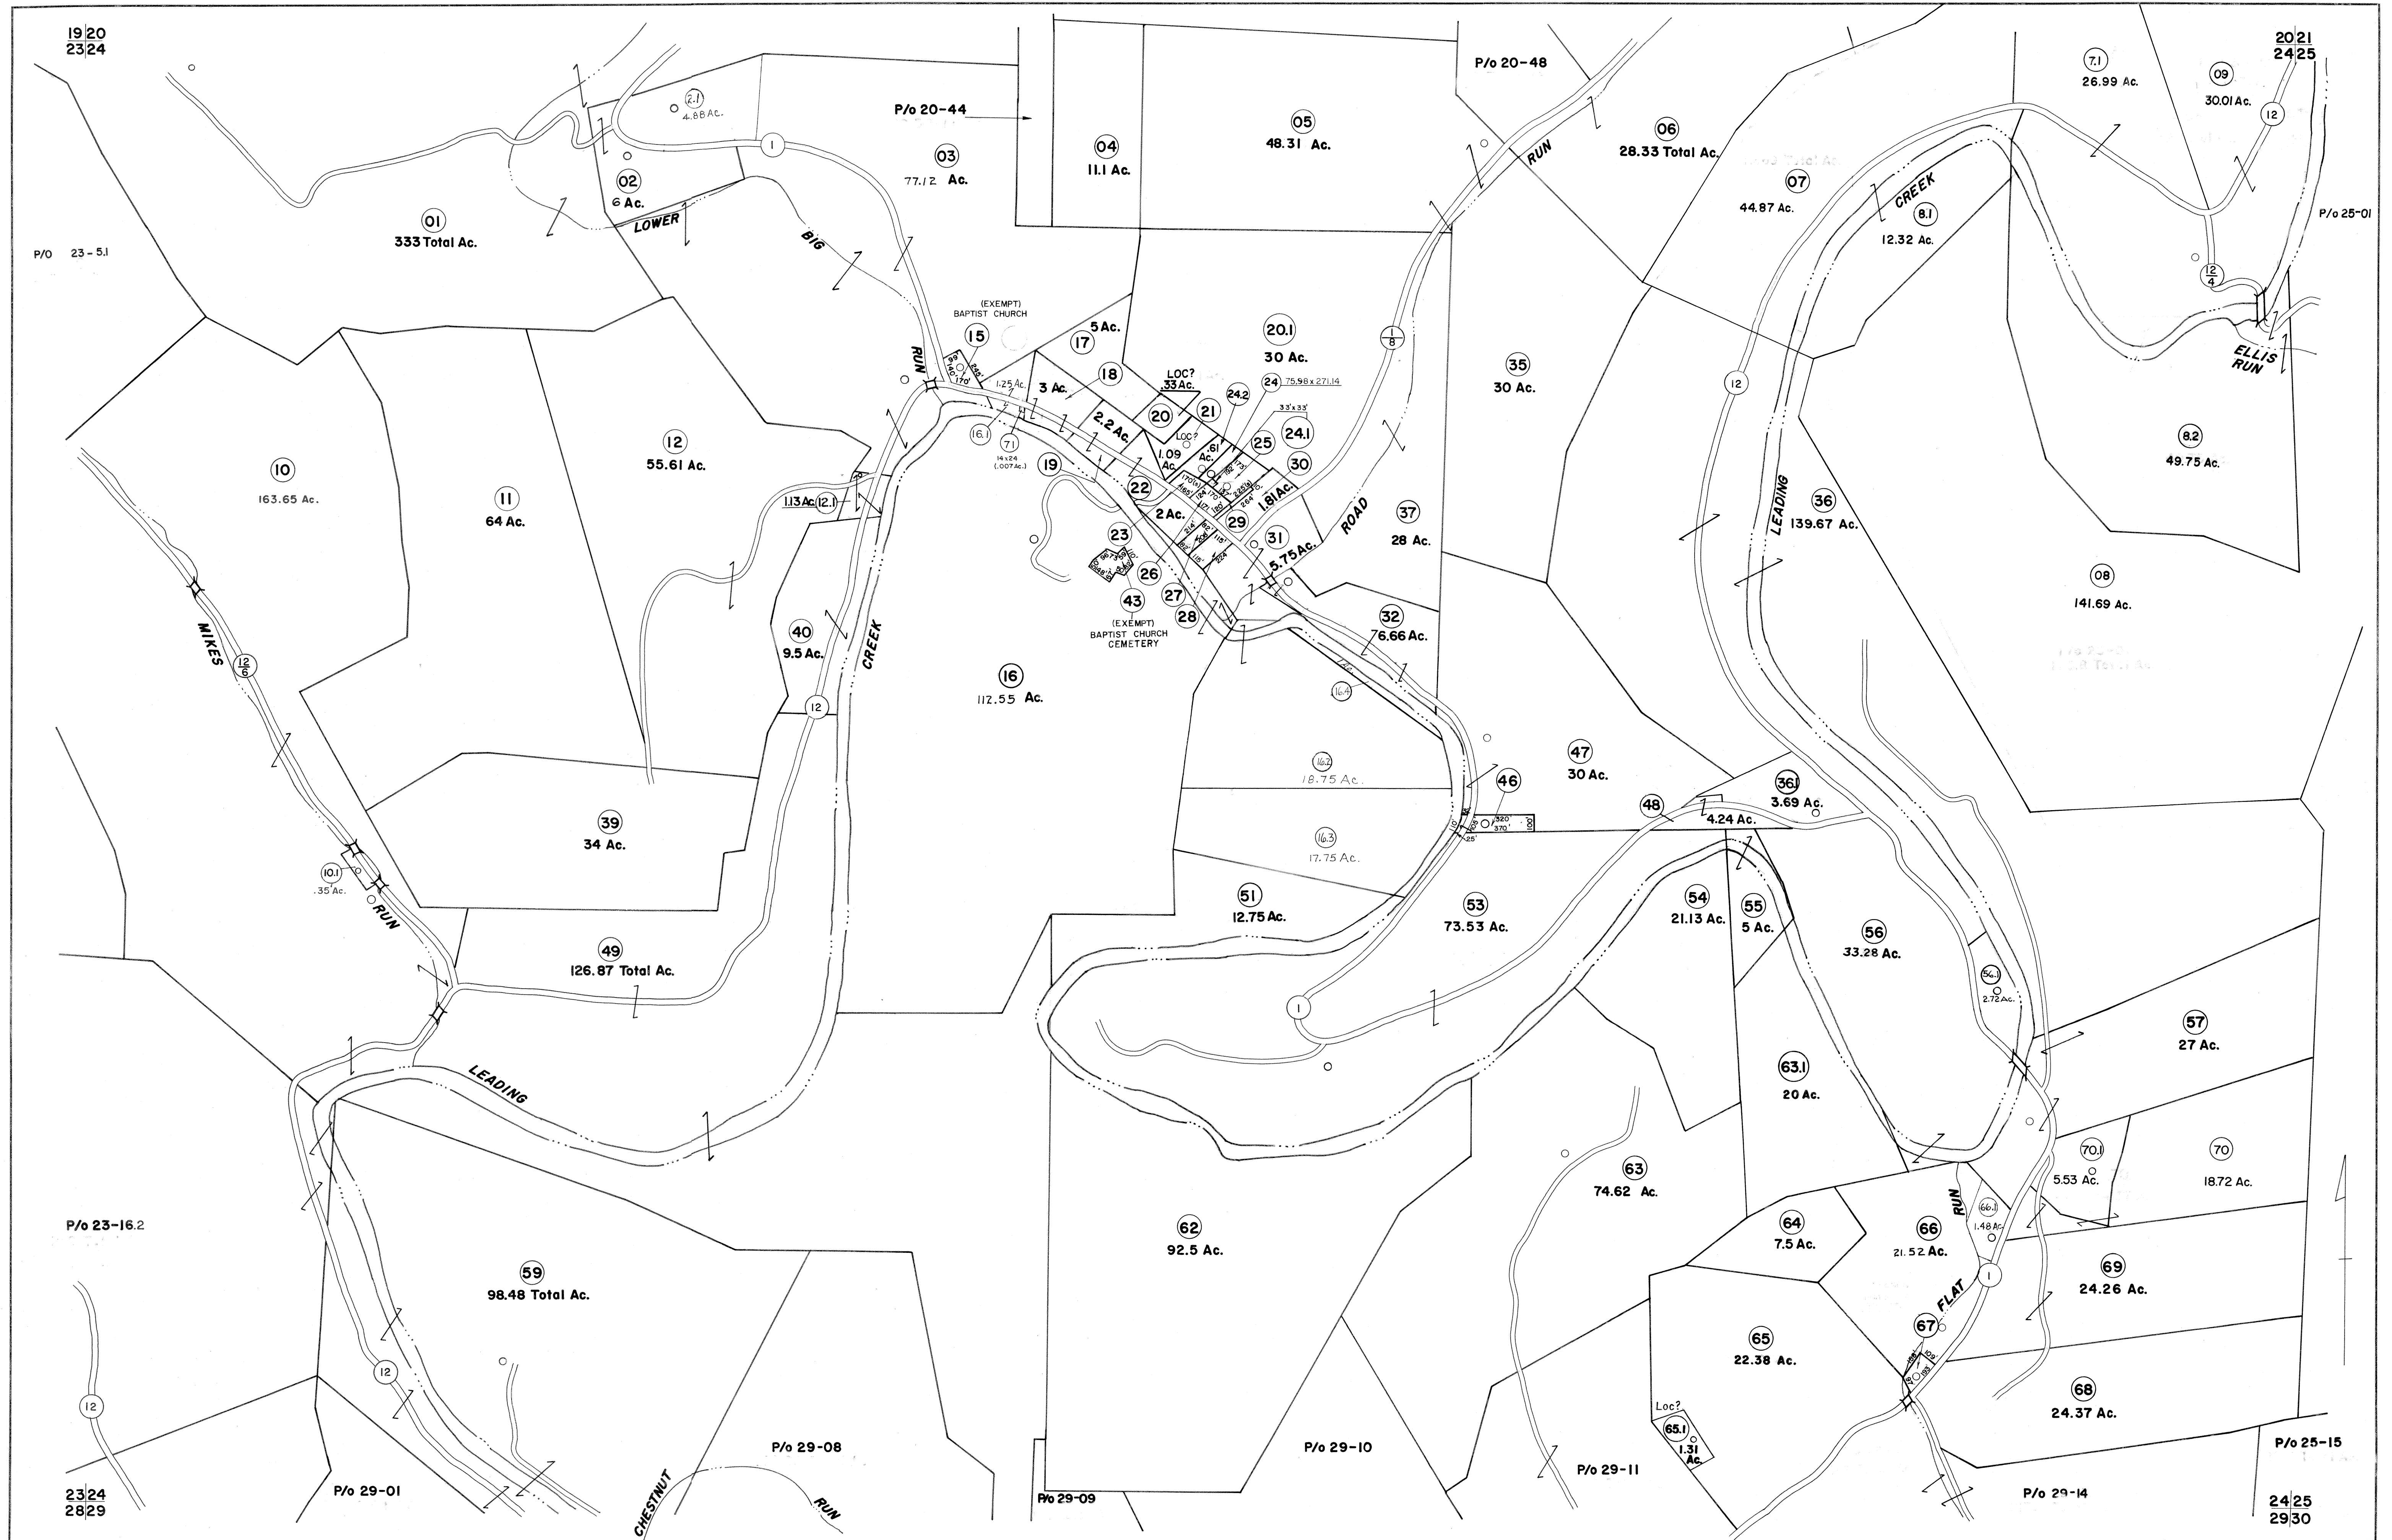 19 20
23 24
20 21
24 25
P/o 20-48
7.1
26.99 Ac.
09
30.01 Ac.
12
2.1
4.88 Ac.
P/o 20-44
05
48.31 Ac.
06
28.33 Total Ac.
RUN
1
03
77.12 Ac.
04
11.1 Ac.
07
44.87 Ac.
CREEK
8.1
12.32 Ac.
P/o 25-01
02
6 Ac.
LOWER
01
333 Total Ac.
BIG
P/O 23-5.1
12
4
ELLIS
RUN
(EXEMPT)
BAPTIST CHURCH
15
99'
140'
170'
246'
RUN
5 Ac.
17
20.1
30 Ac.
1
8
35
30 Ac.
12
1.25 Ac.
3 Ac.
18
LOC?
.33 Ac.
24.2
24
75.98 x 271.14
33'x33'
20
21
24.1
2.2 Ac.
LOC?
25
16.1
7.1
14x24
(.007Ac.)
1.09
Ac.
.61
Ac.
30
19
22
1.81 Ac.
29
2 Ac.
23
31
5.75 Ac.
ROAD
37
28 Ac.
26
27
28
43
(EXEMPT)
BAPTIST CHURCH
CEMETERY
32
6.66 Ac.
10
163.65 Ac.
11
64 Ac.
12
55.61 Ac.
1.13 Ac.
12.1
LEADING
36
139.67 Ac.
8.2
49.75 Ac.
08
141.69 Ac.
MIKES
12
6
40
9.5 Ac.
CREEK
12
16
112.55 Ac.
16.4
16.2
18.75 Ac.
47
30 Ac.
46
320'
370'
100'
25'
48
36.1
3.69 Ac.
4.24 Ac.
39
34 Ac.
10.1
.35 Ac.
RUN
16.3
17.75 Ac.
51
12.75 Ac.
53
73.53 Ac.
54
21.13 Ac.
55
5 Ac.
56
33.28 Ac.
56.1
2.72 Ac.
49
126.87 Total Ac.
1
57
27 Ac.
LEADING
63.1
20 Ac.
63
74.62 Ac.
70.1
5.53 Ac.
70
18.72 Ac.
P/o 23-16.2
62
92.5 Ac.
64
7.5 Ac.
66
21.52 Ac.
RUN
66.1
1.48 Ac.
59
98.48 Total Ac.
1
69
24.26 Ac.
FLAT
67
109'
193'
65
22.38 Ac.
12
12
68
24.37 Ac.
Loc?
65.1
1.31
Ac.
P/o 29-08
P/o 29-10
P/o 29-11
P/o 25-15
23 24
28 29
P/o 29-01
CHESTNUT
RUN
P/o 29-09
P/o 29-14
24 25
29 30